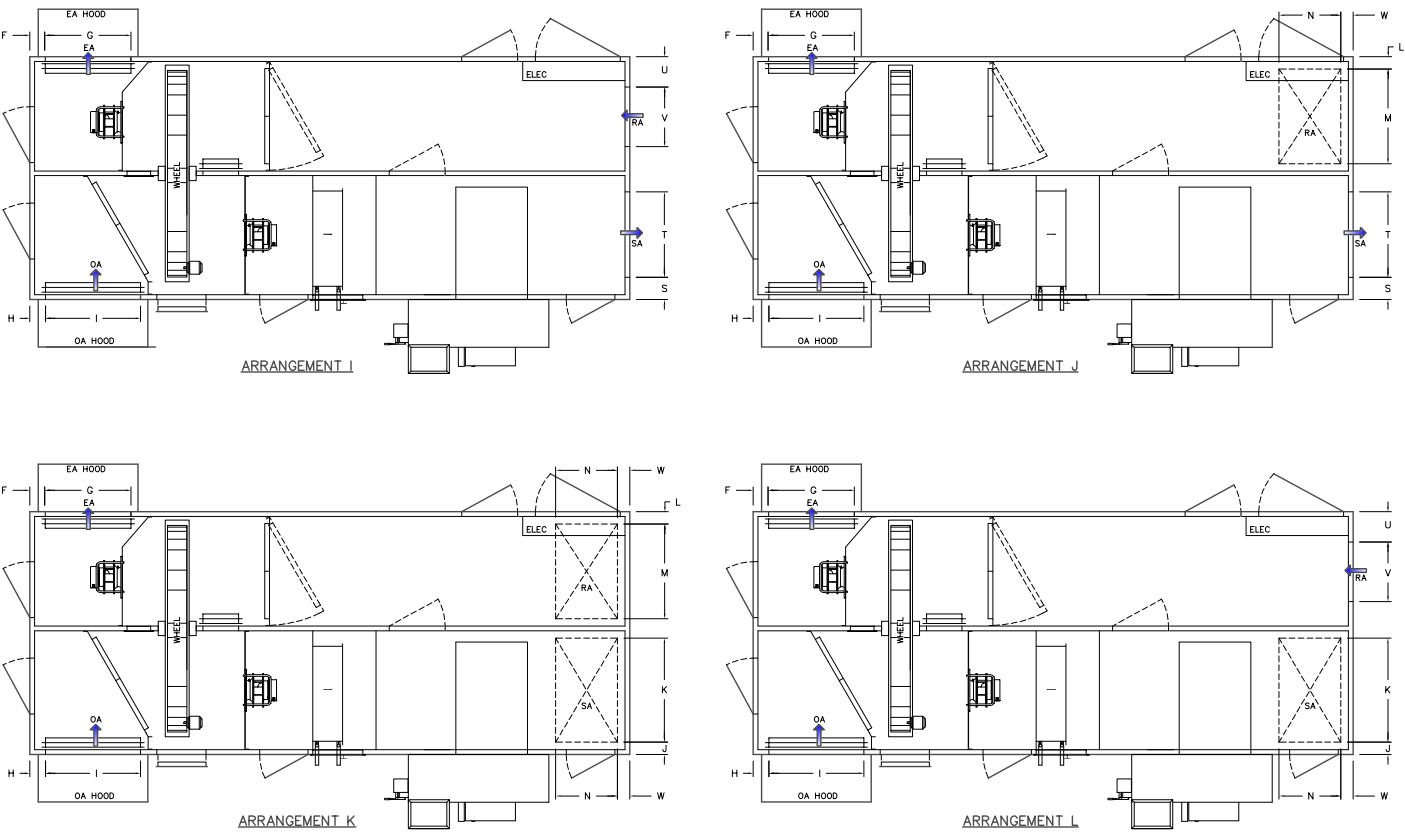 EA HOOD
F G
EA
U
ELEC
V
RA
WHEEL
T
SA
OA
S
H I
OA HOOD
ARRANGEMENT I
EA HOOD
N W
F G
L
EA
ELEC
M
RA
WHEEL
T
SA
OA
S
H I
OA HOOD
ARRANGEMENT J
EA HOOD
N W
F G
L
EA
ELEC
M
RA
WHEEL
K
SA
OA
J
H I
OA HOOD
N W
ARRANGEMENT K
EA HOOD
F G
EA
U
ELEC
V
RA
WHEEL
K
SA
OA
J
H I
OA HOOD
N W
ARRANGEMENT L